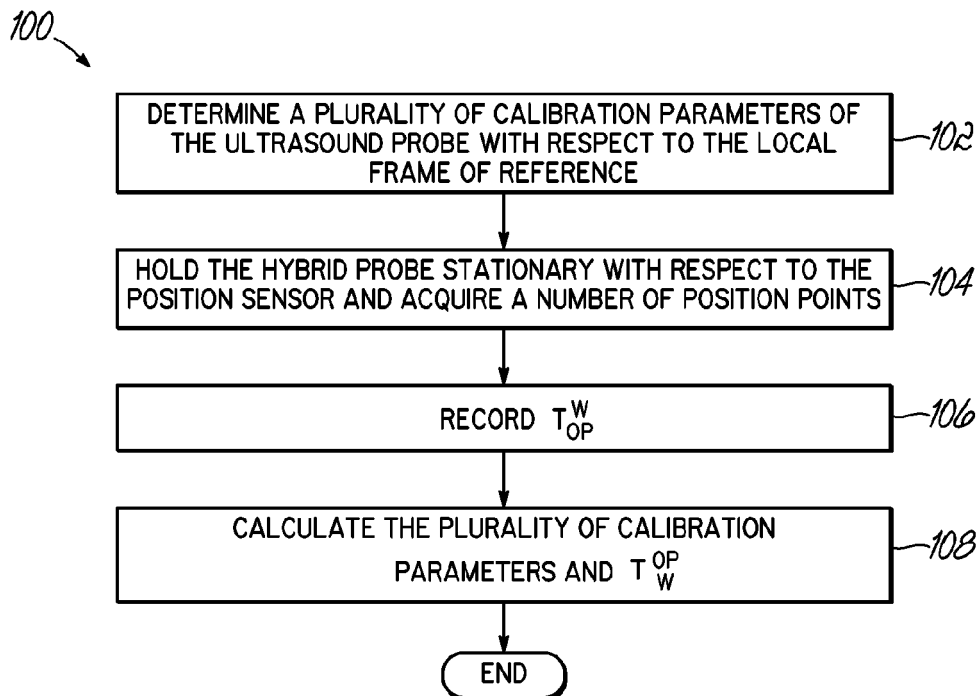 100
DETERMINE A PLURALITY OF CALIBRATION PARAMETERS OF
THE ULTRASOUND PROBE WITH RESPECT TO THE LOCAL
FRAME OF REFERENCE
102
HOLD THE HYBRID PROBE STATIONARY WITH RESPECT TO THE
POSITION SENSOR AND ACQUIRE A NUMBER OF POSITION POINTS
104
RECORD T_OP^W
106
CALCULATE THE PLURALITY OF CALIBRATION
PARAMETERS AND T_W^OP
108
END